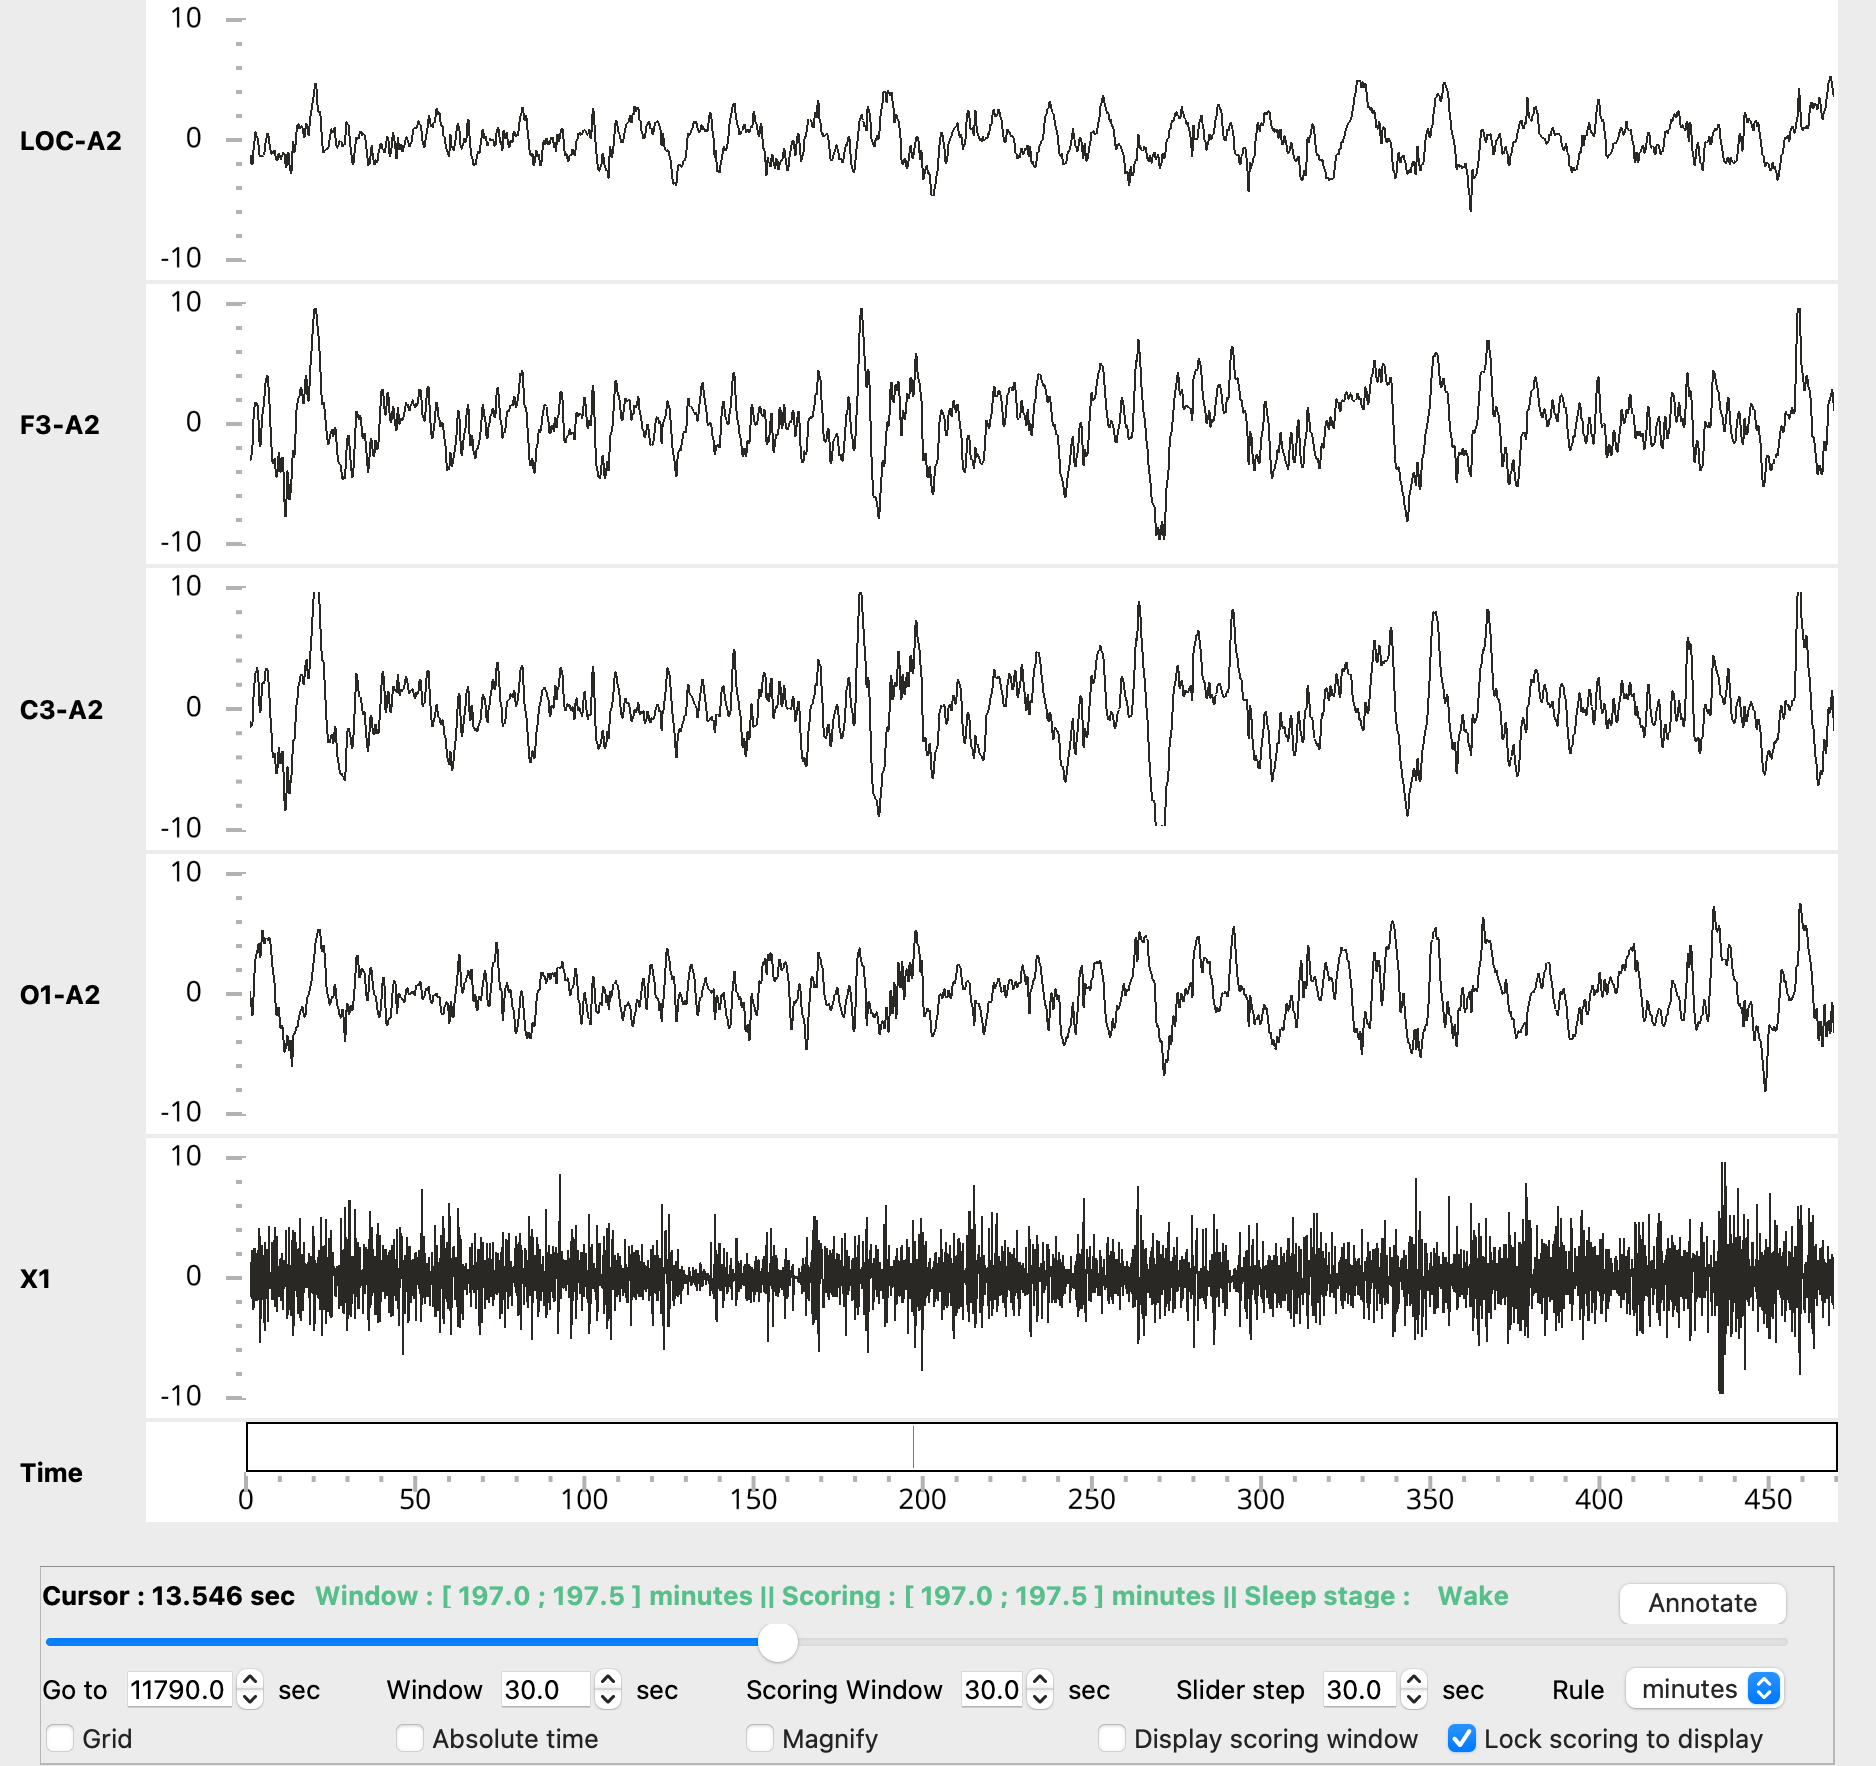 10
LOC-A2
0
-10
10
F3-A2
0
-10
10
C3-A2
0
-10
10
O1-A2
0
-10
10
X1
0
-10
Time
0 50 100 150 200 250 300 350 400 450
Cursor : 13.546 sec Window : [ 197.0 ; 197.5 ] minutes || Scoring : [ 197.0 ; 197.5 ] minutes || Sleep stage : Wake Annotate
Go to 11790.0 sec Window 30.0 sec Scoring Window 30.0 sec Slider step 30.0 sec Rule minutes
Grid Absolute time Magnify Display scoring window Lock scoring to display